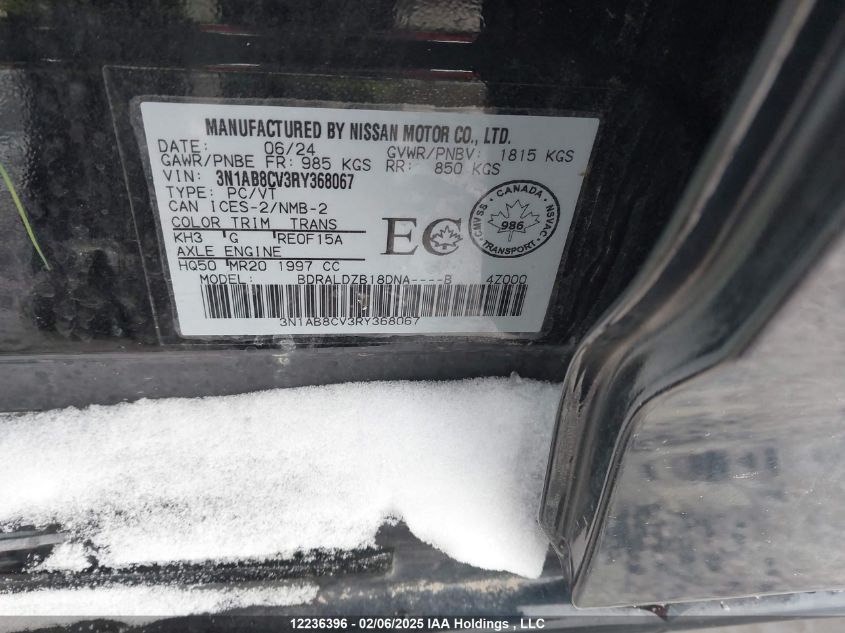 MANUFACTURED BY NISSAN MOTOR CO., LTD.
DATE: 06/24 GVWR/PNBV: 1815 KGS
GAWR/PNBE FR: 985 KGS RR: 850 KGS
VIN: 3N1AB8CV3RY368067
TYPE: PC/VT
CAN ICES-2/NMB-2
COLOR TRIM TRANS
KH3 G RE0F15A
AXLE ENGINE
HQ50 MR20 1997 CC
EC
CANADA
CMVSS 986 NSVAC
TRANSPORT
MODEL: BDRALDZB18DNA----B 4Z000
3N1AB8CV3RY368067
12236396 - 02/06/2025 IAA Holdings , LLC